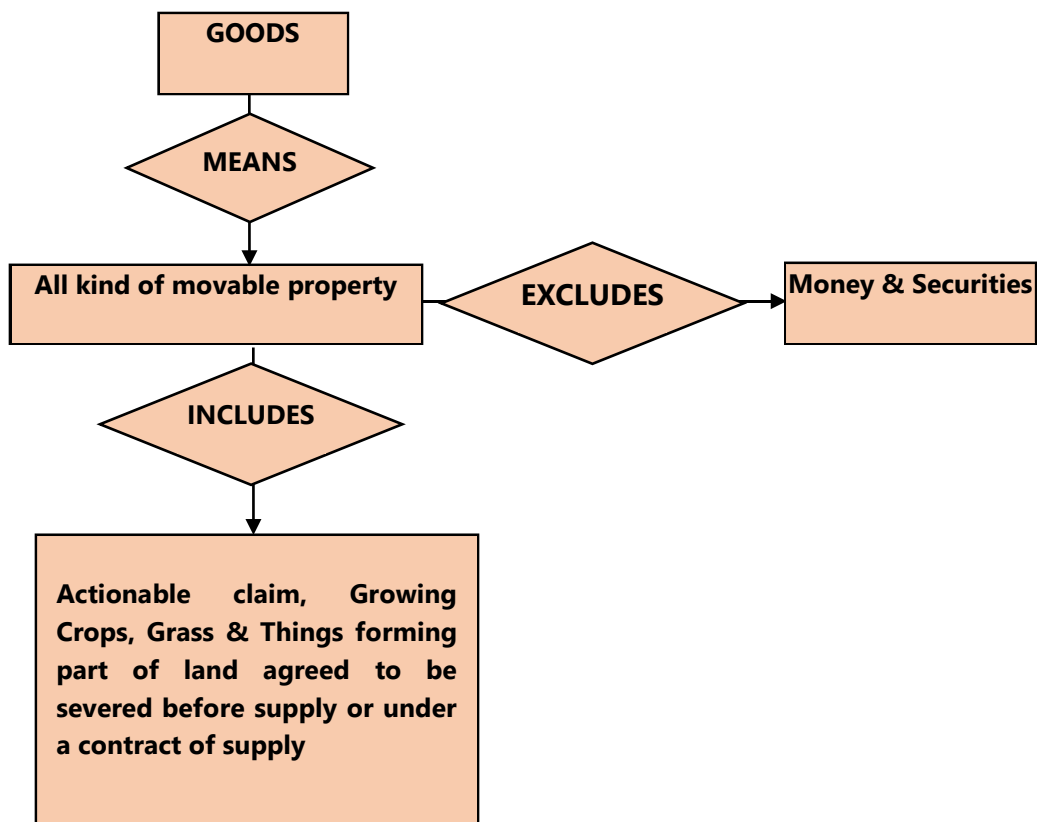 GOODS
MEANS
All kind of movable property
EXCLUDES
Money & Securities
INCLUDES
Actionable claim, Growing
Crops, Grass & Things forming
part of land agreed to be
severed before supply or under
a contract of supply